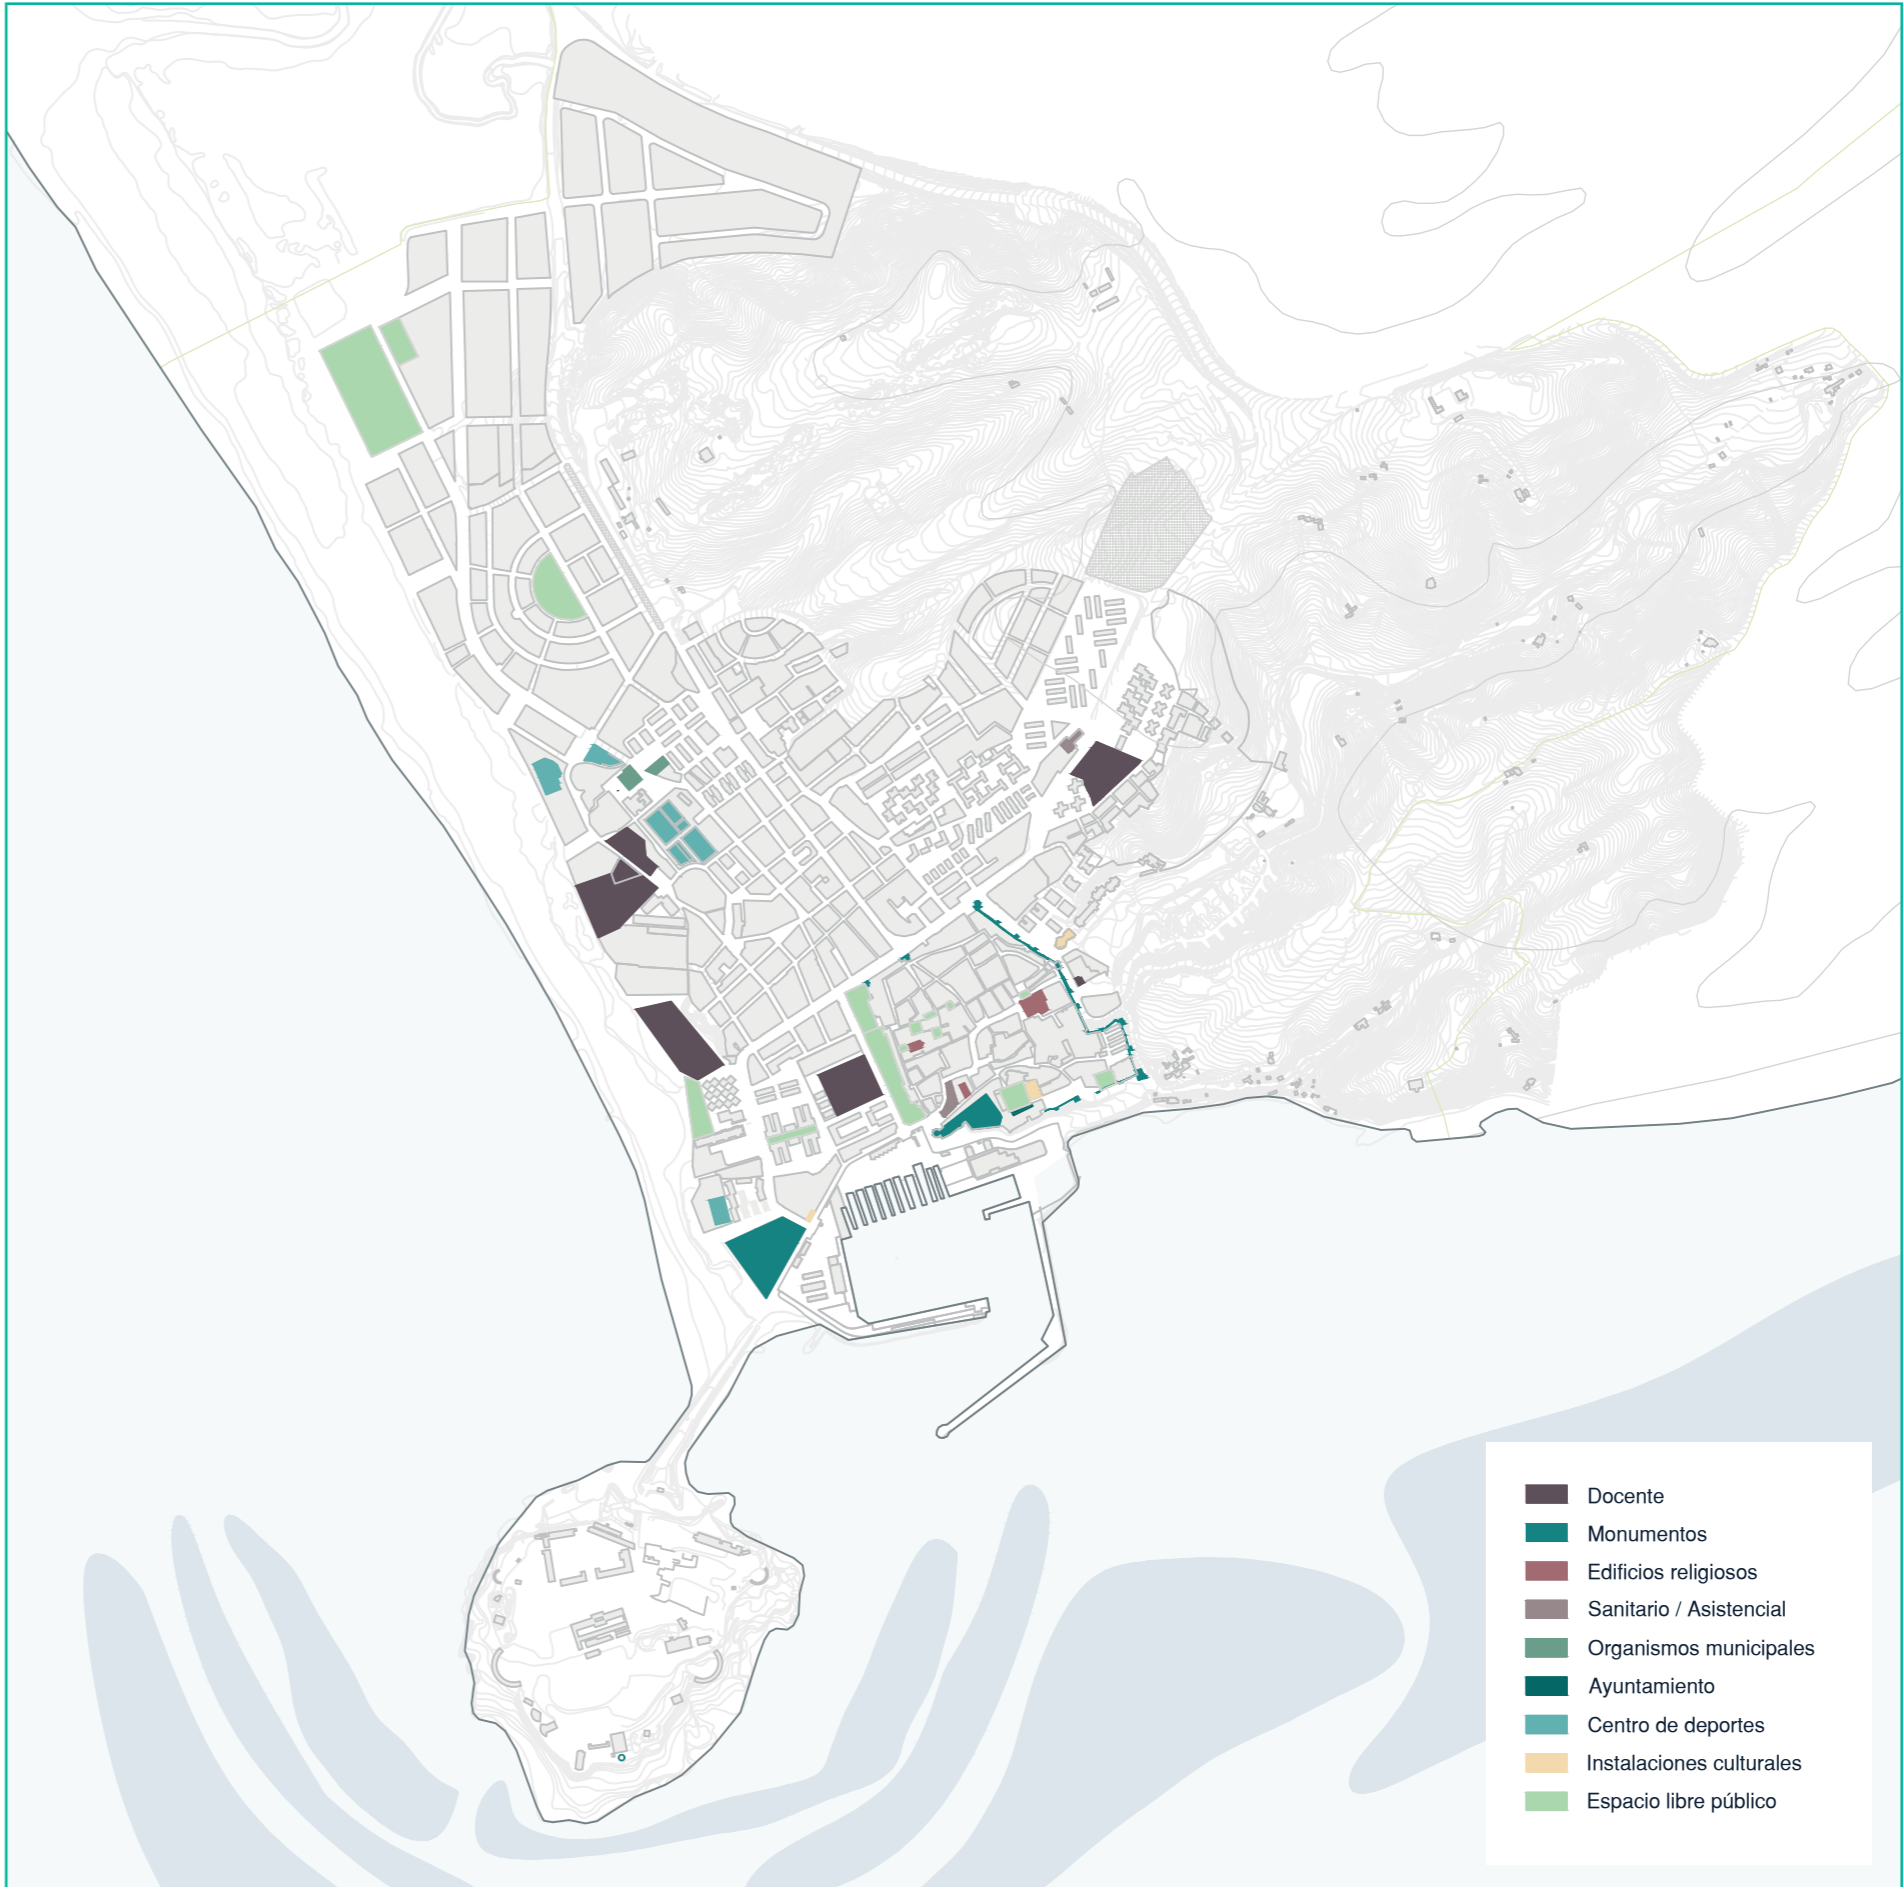 Docente
Monumentos
Edificios religiosos
Sanitario / Asistencial
Organismos municipales
Ayuntamiento
Centro de deportes
Instalaciones culturales
Espacio libre público